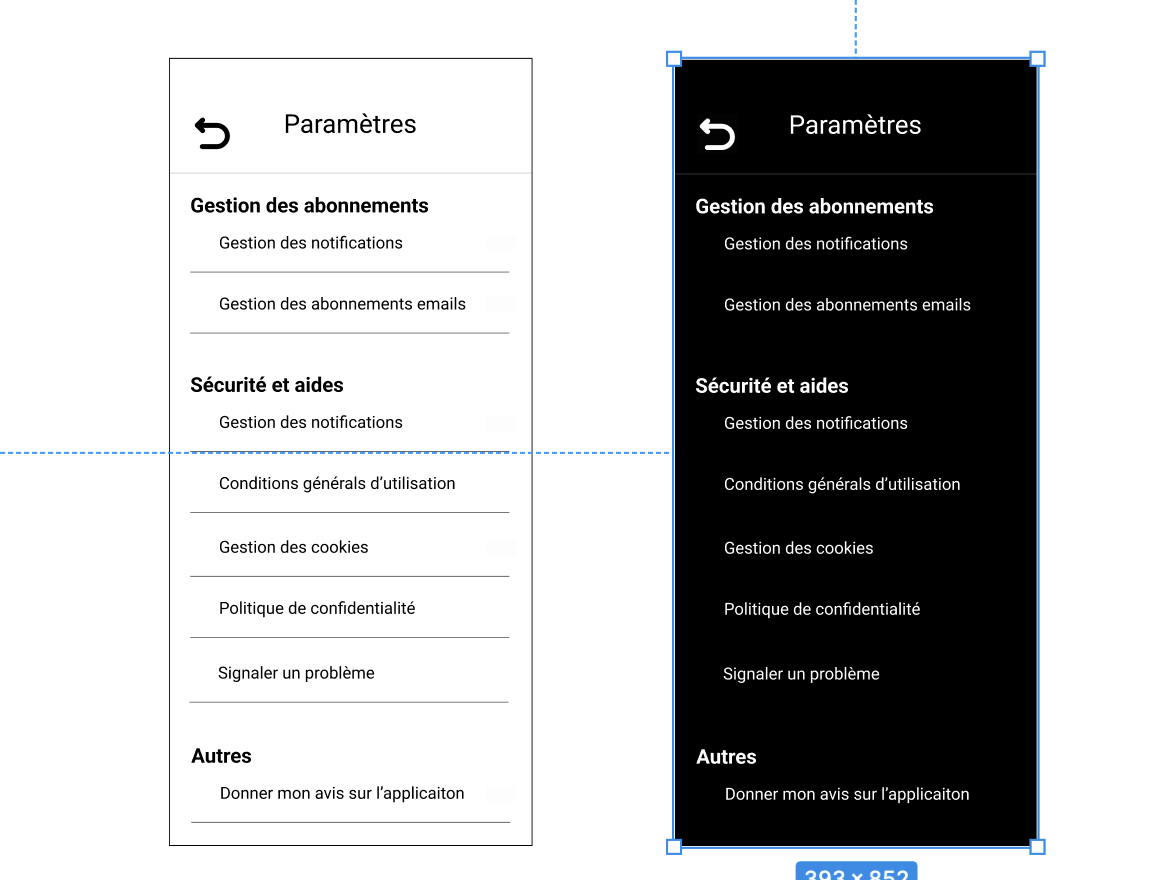 Paramètres
Gestion des abonnements
Gestion des notifications
Gestion des abonnements emails
Sécurité et aides
Gestion des notifications
Conditions générals d’utilisation
Gestion des cookies
Politique de confidentialité
Signaler un problème
Autres
Donner mon avis sur l’applicaiton
Paramètres
Gestion des abonnements
Gestion des notifications
Gestion des abonnements emails
Sécurité et aides
Gestion des notifications
Conditions générals d’utilisation
Gestion des cookies
Politique de confidentialité
Signaler un problème
Autres
Donner mon avis sur l’applicaiton
393 × 852